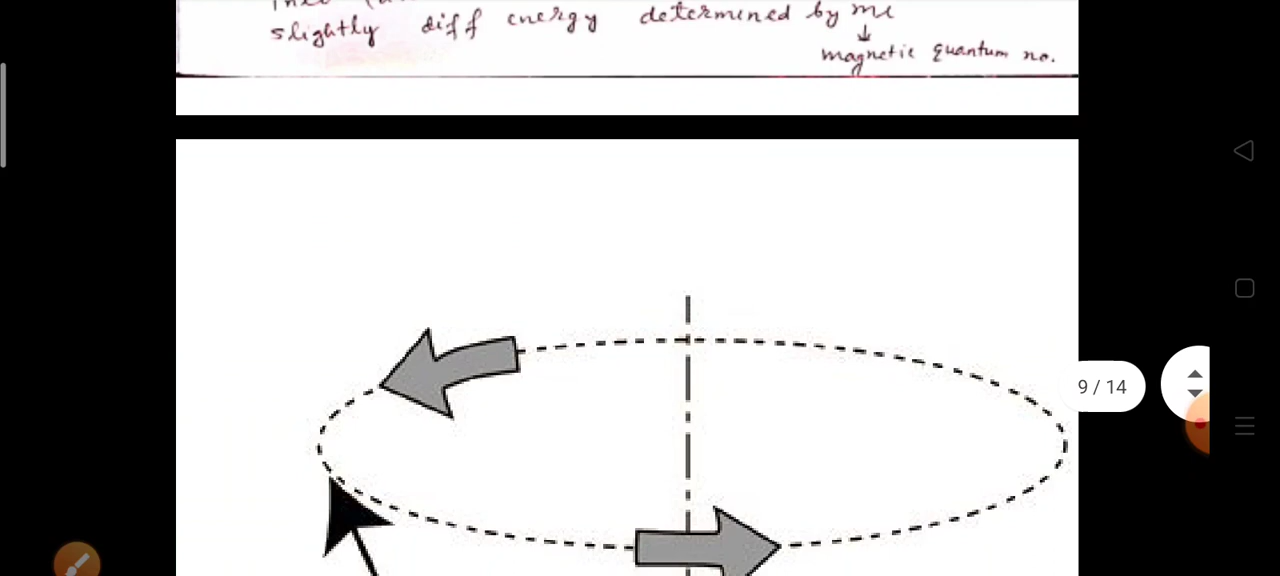 slightly diff energy determined by ml
↓
magnetic quantum no.
9 / 14